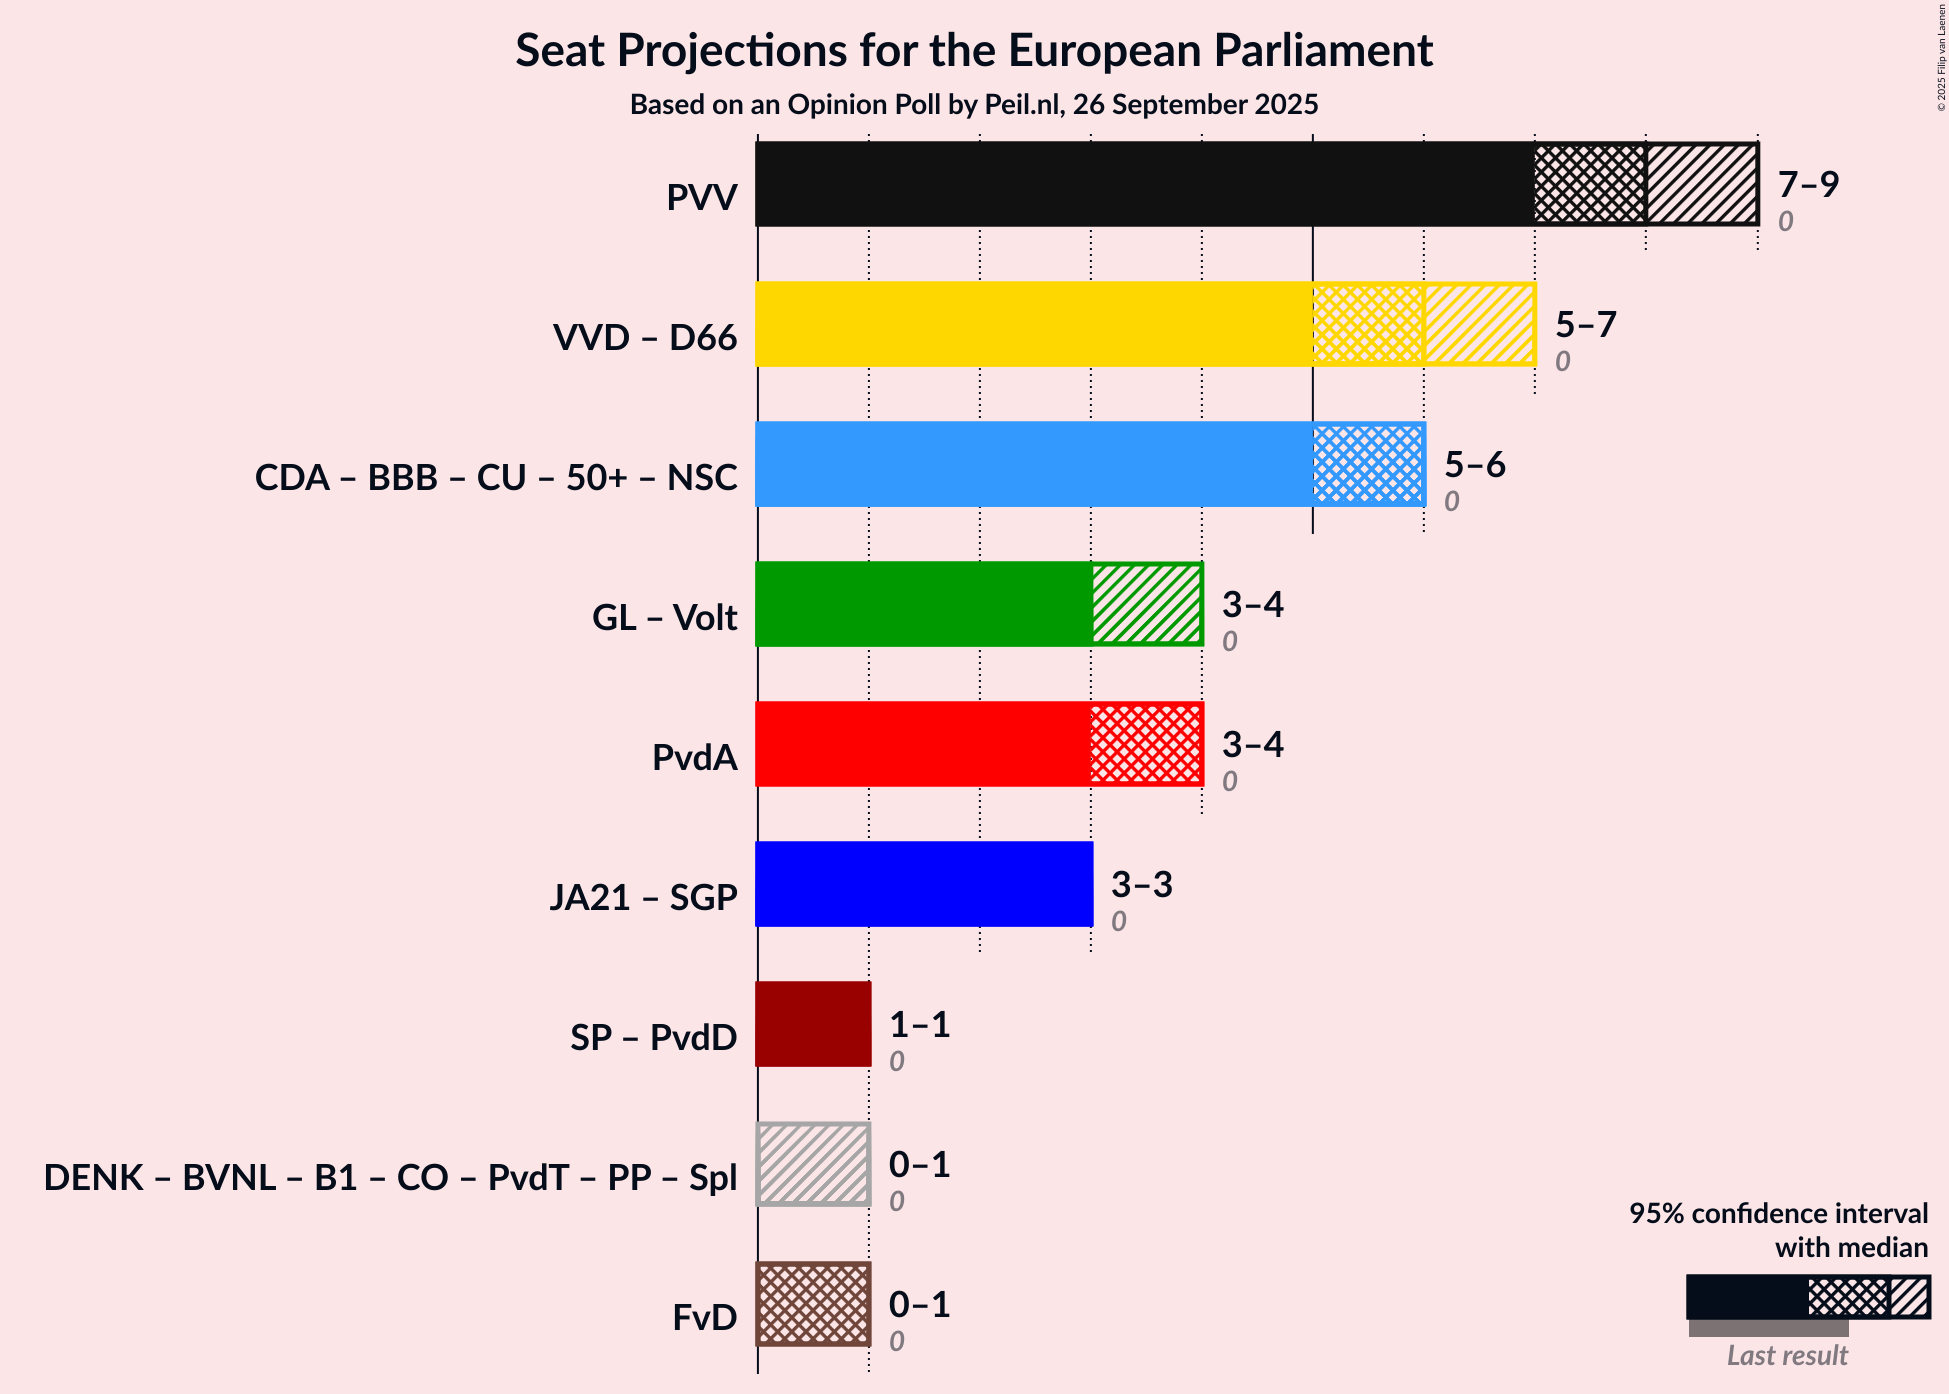 Seat Projections for the European Parliament
Based on an Opinion Poll by Peil.nl, 26 September 2025
© 2025 Filip van Laenen
PVV
7–9
0
VVD – D66
5–7
0
CDA – BBB – CU – 50+ – NSC
5–6
0
GL – Volt
3–4
0
PvdA
3–4
0
JA21 – SGP
3–3
0
SP – PvdD
1–1
0
DENK – BVNL – B1 – CO – PvdT – PP – Spl
0–1
0
FvD
0–1
0
95% confidence interval
with median
Last result